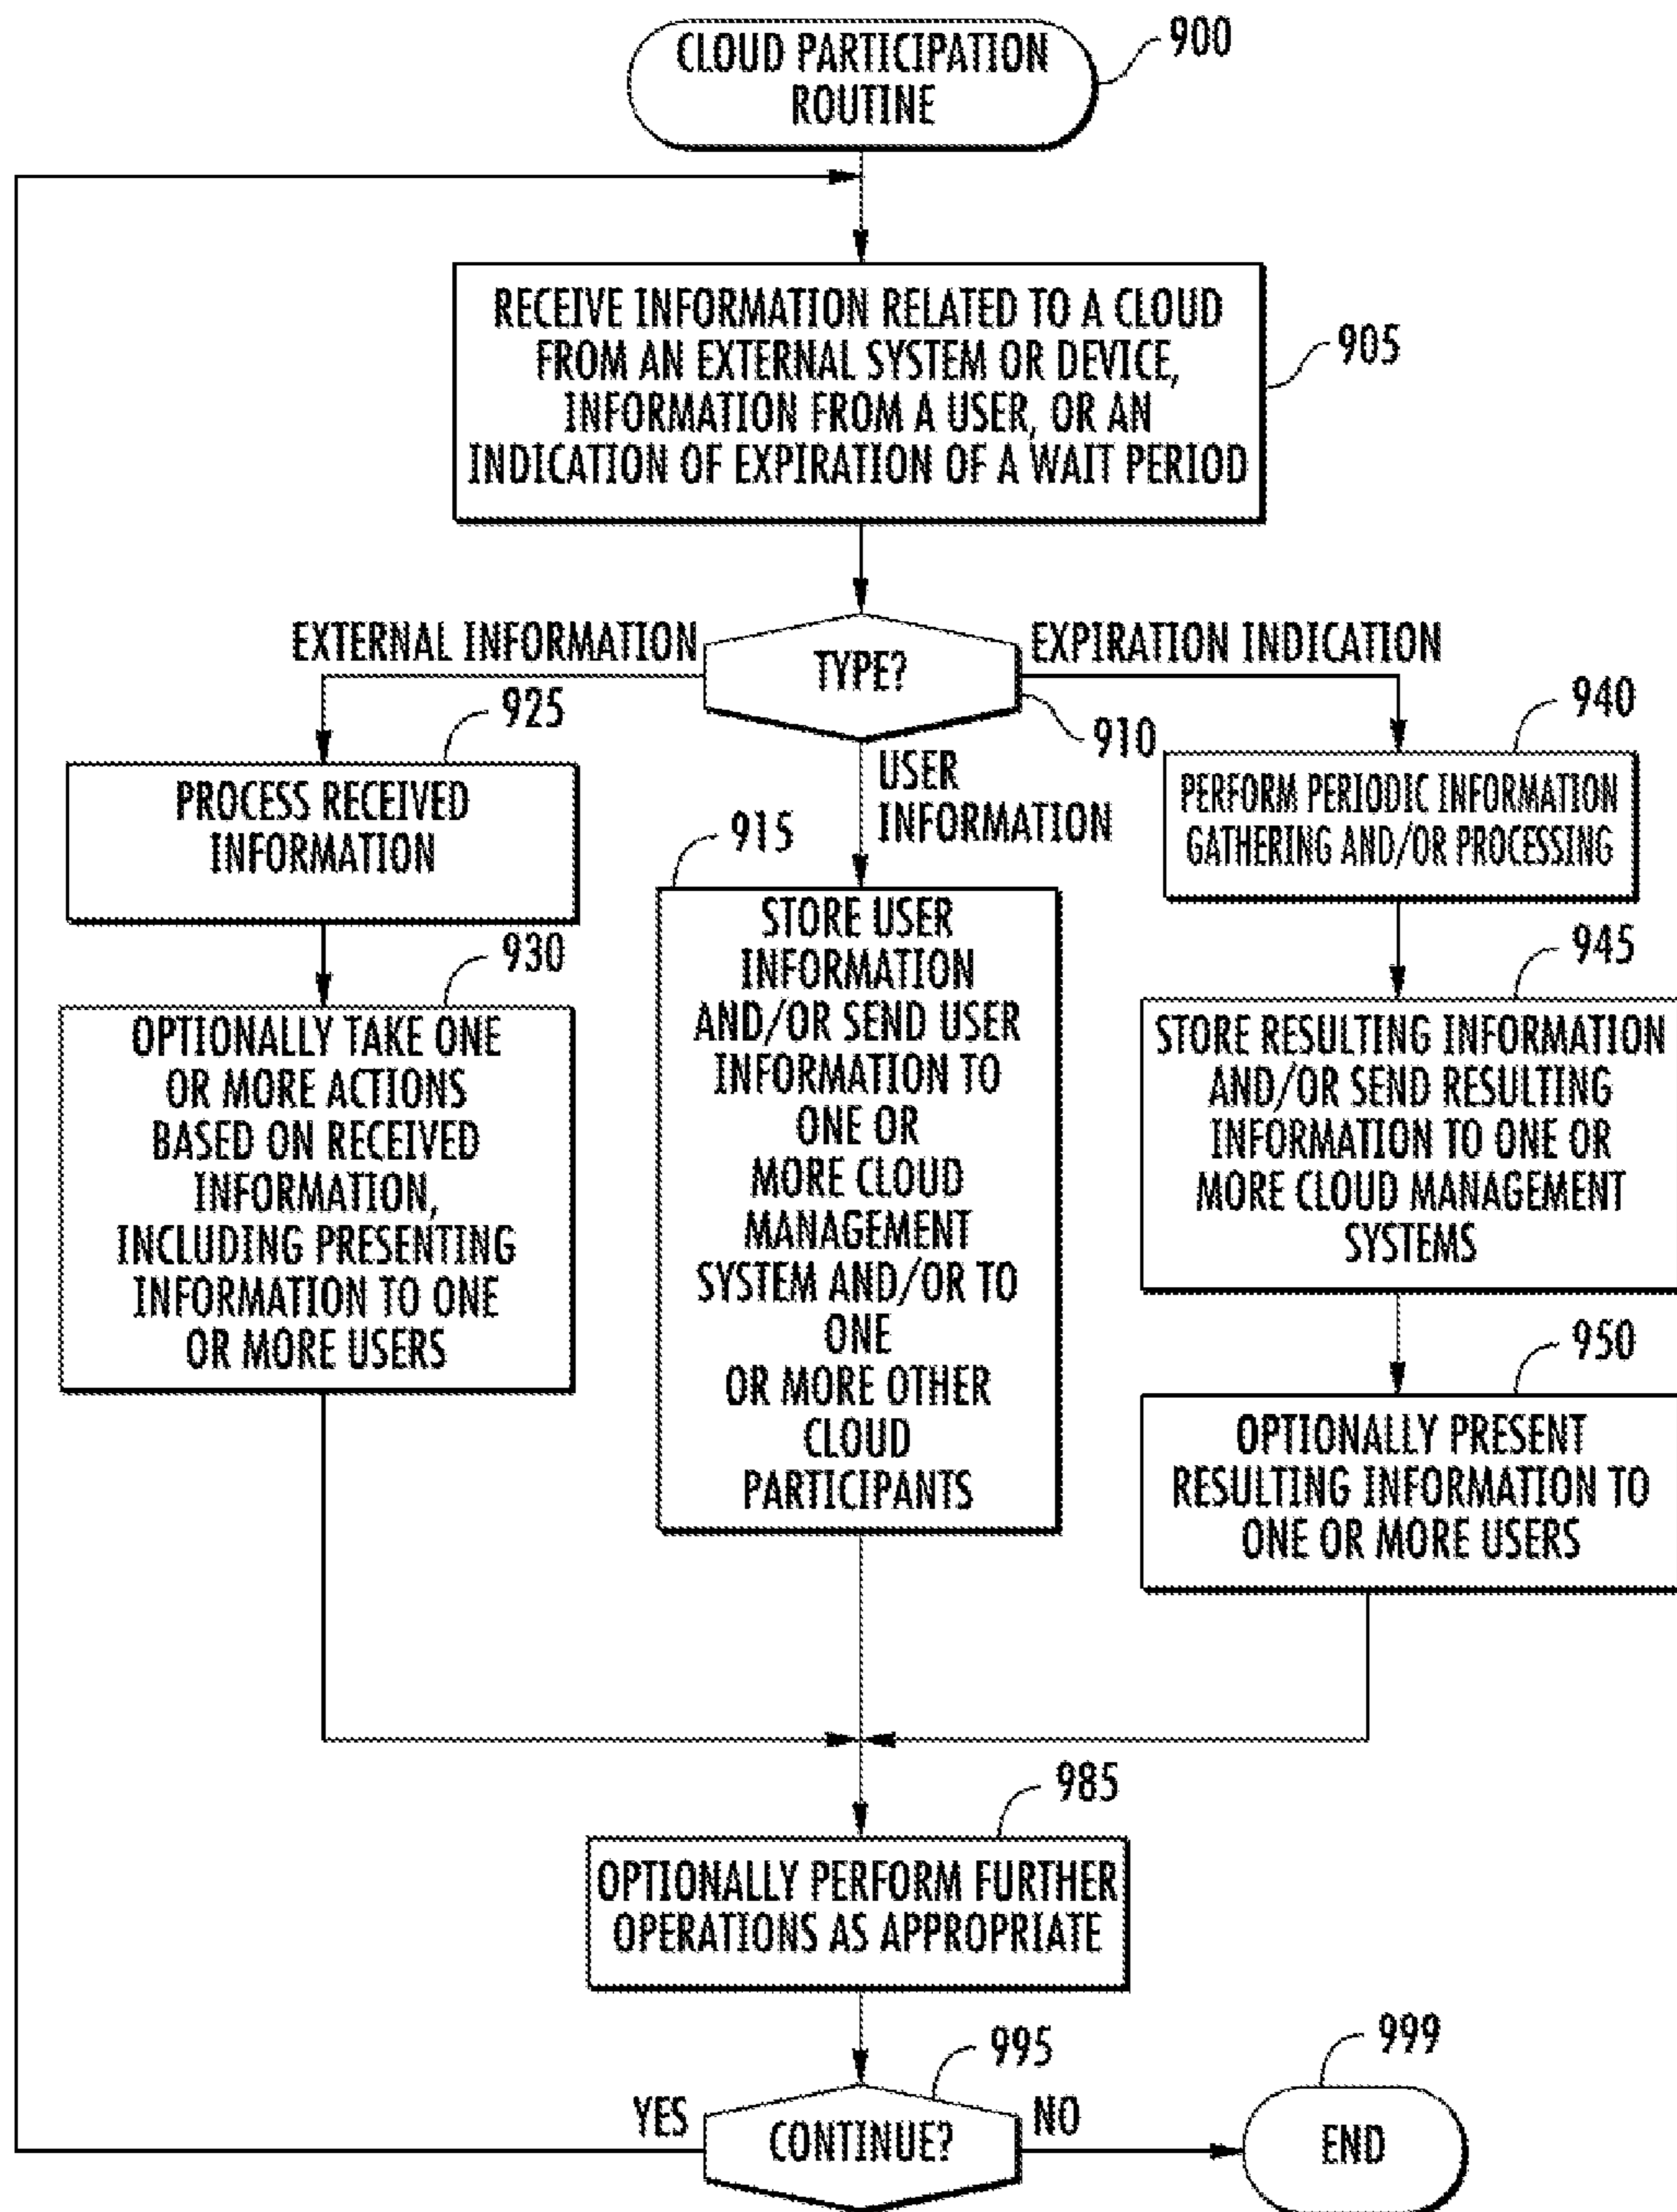 CLOUD PARTICIPATION
ROUTINE
900
RECEIVE INFORMATION RELATED TO A CLOUD
FROM AN EXTERNAL SYSTEM OR DEVICE,
INFORMATION FROM A USER, OR AN
INDICATION OF EXPIRATION OF A WAIT PERIOD
905
EXTERNAL INFORMATION
TYPE?
EXPIRATION INDICATION
910
USER
INFORMATION
925
PROCESS RECEIVED
INFORMATION
930
OPTIONALLY TAKE ONE
OR MORE ACTIONS
BASED ON RECEIVED
INFORMATION,
INCLUDING PRESENTING
INFORMATION TO ONE
OR MORE USERS
915
STORE USER
INFORMATION
AND/OR SEND USER
INFORMATION TO
ONE OR
MORE CLOUD
MANAGEMENT
SYSTEM AND/OR TO
ONE
OR MORE OTHER
CLOUD
PARTICIPANTS
940
PERFORM PERIODIC INFORMATION
GATHERING AND/OR PROCESSING
945
STORE RESULTING INFORMATION
AND/OR SEND RESULTING
INFORMATION TO ONE OR
MORE CLOUD MANAGEMENT
SYSTEMS
950
OPTIONALLY PRESENT
RESULTING INFORMATION TO
ONE OR MORE USERS
985
OPTIONALLY PERFORM FURTHER
OPERATIONS AS APPROPRIATE
995
YES
CONTINUE?
NO
999
END